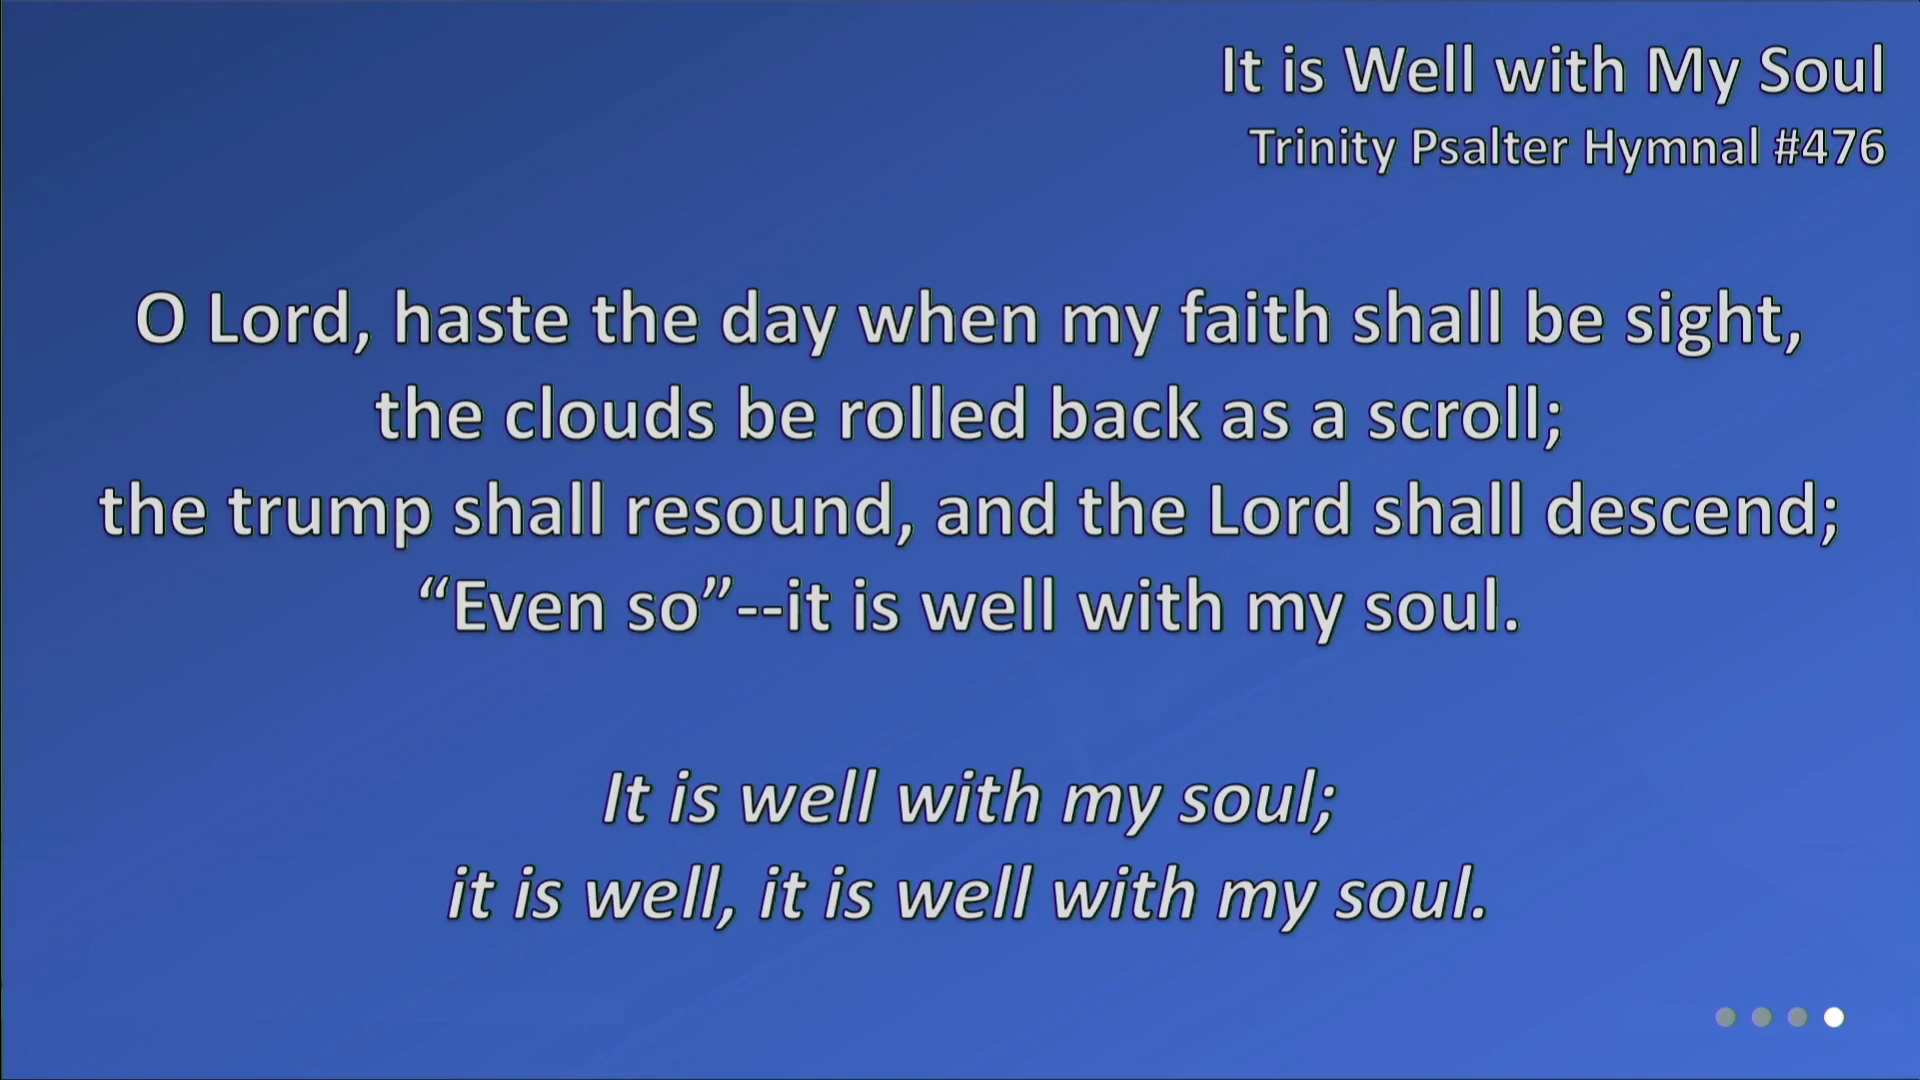 It is Well with My Soul
Trinity Psalter Hymnal #476
O Lord, haste the day when my faith shall be sight,
the clouds be rolled back as a scroll;
the trump shall resound, and the Lord shall descend;
“Even so”--it is well with my soul.
It is well with my soul;
it is well, it is well with my soul.